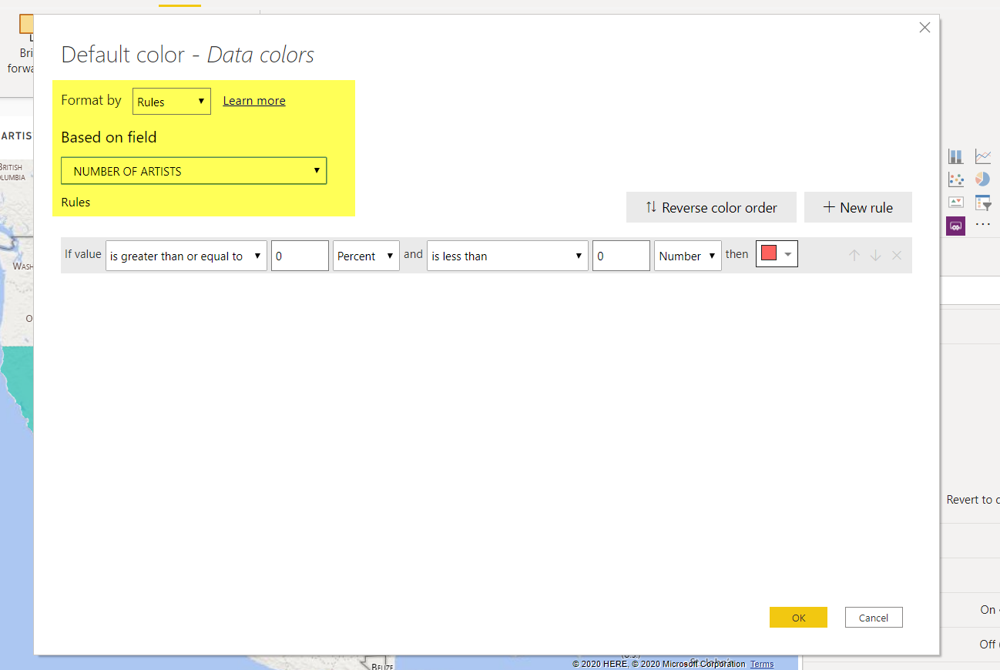 Default color - Data colors
Bri
forwa
Format by Rules Learn more
ARTIS
Based on field
BRITISH
LUMBIA
NUMBER OF ARTISTS
Rules
Reverse color order + New rule
If value is greater than or equal to 0 Percent and is less than 0 Number then
WASH
O
Revert to
On
OK Cancel
Off
BELIZE
© 2020 HERE, © 2020 Microsoft Corporation Terms